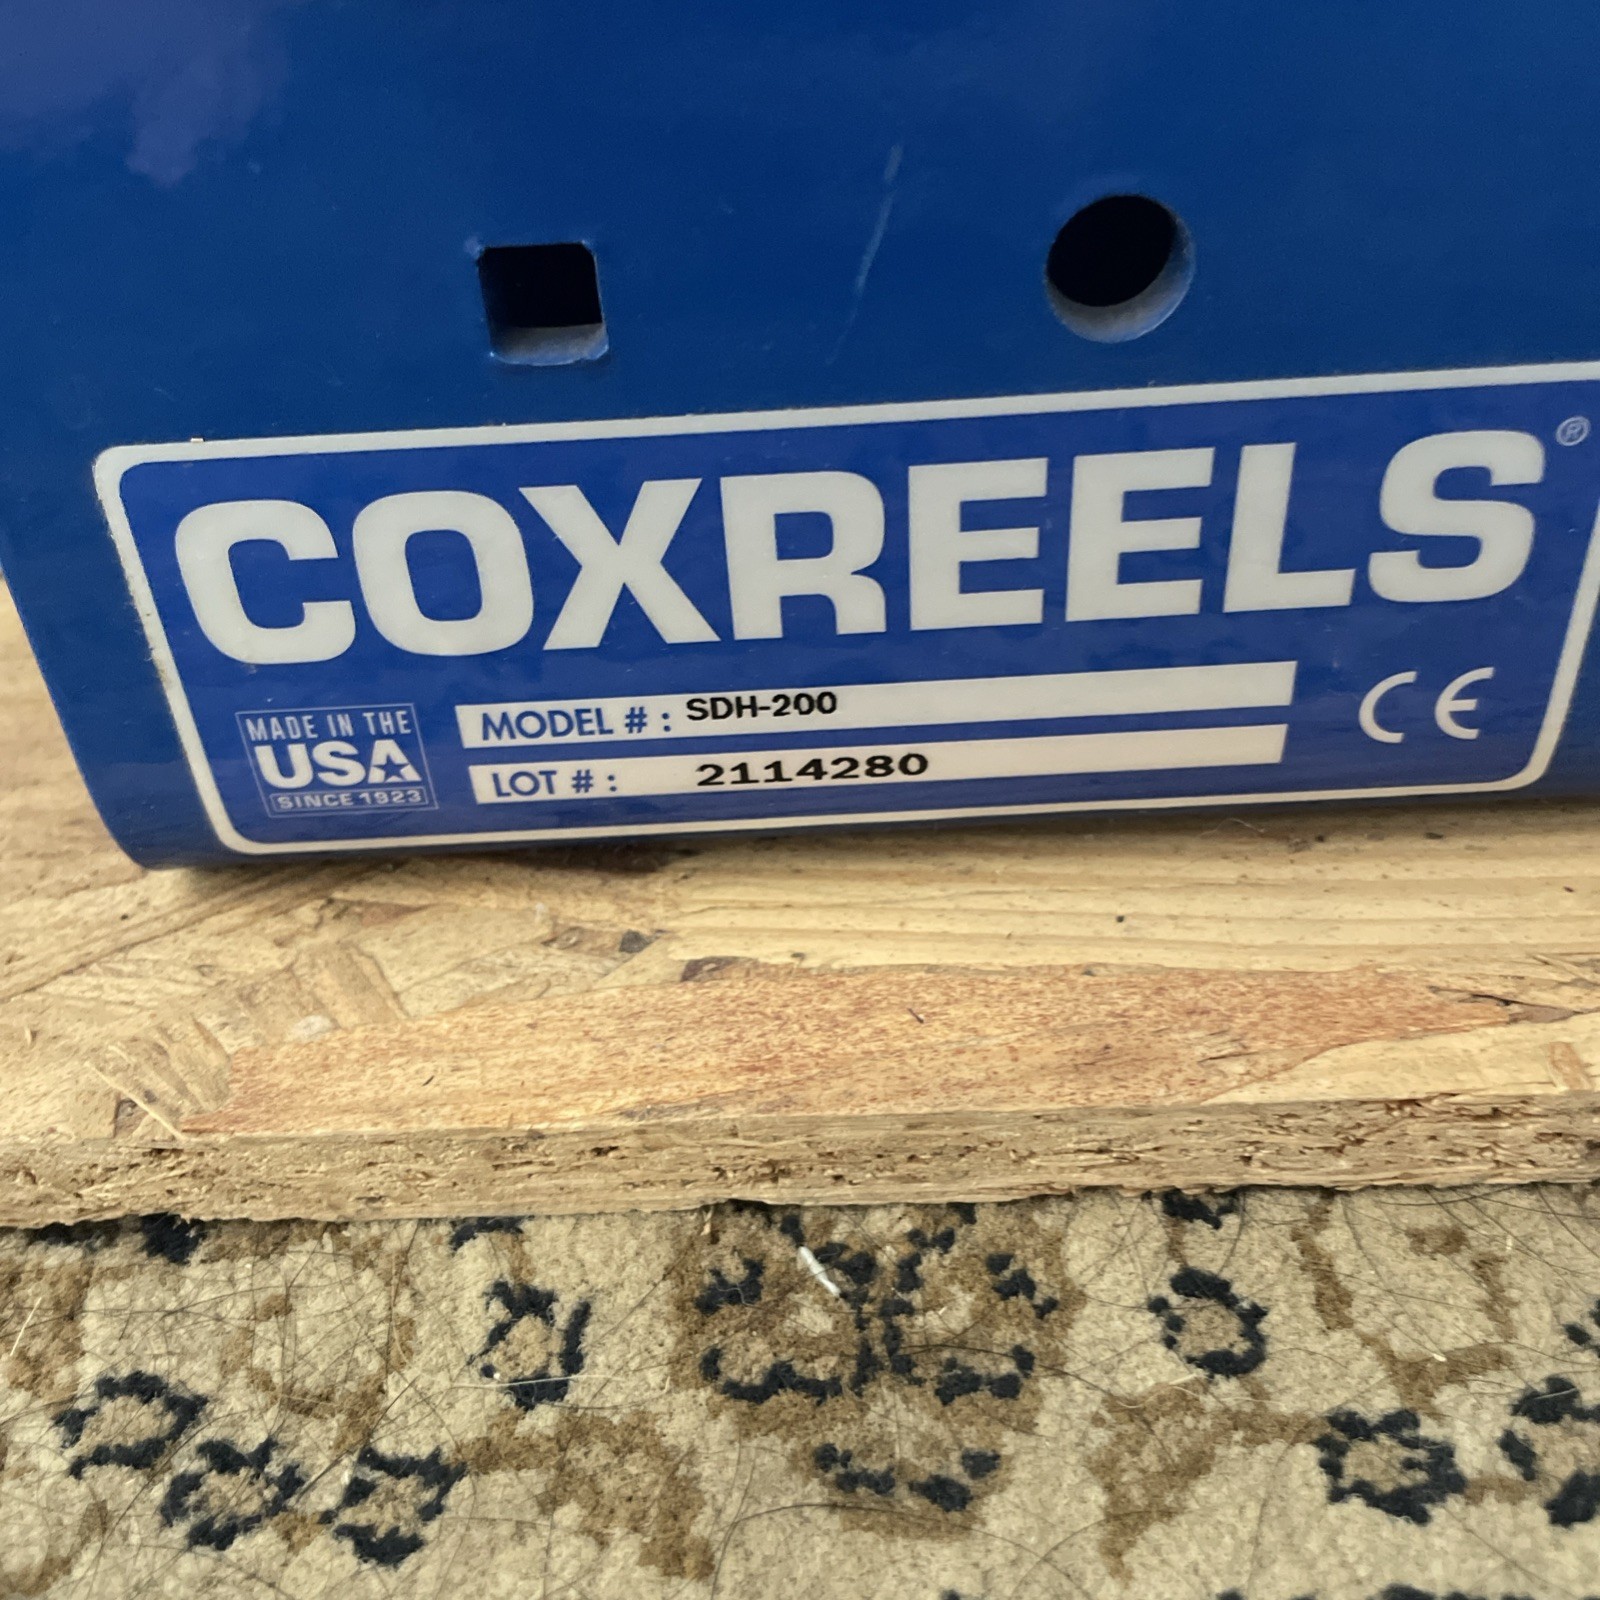 COXREELS®
MADE IN THE
USA
SINCE 1923
MODEL # : SDH-200
LOT # : 2114280
CE